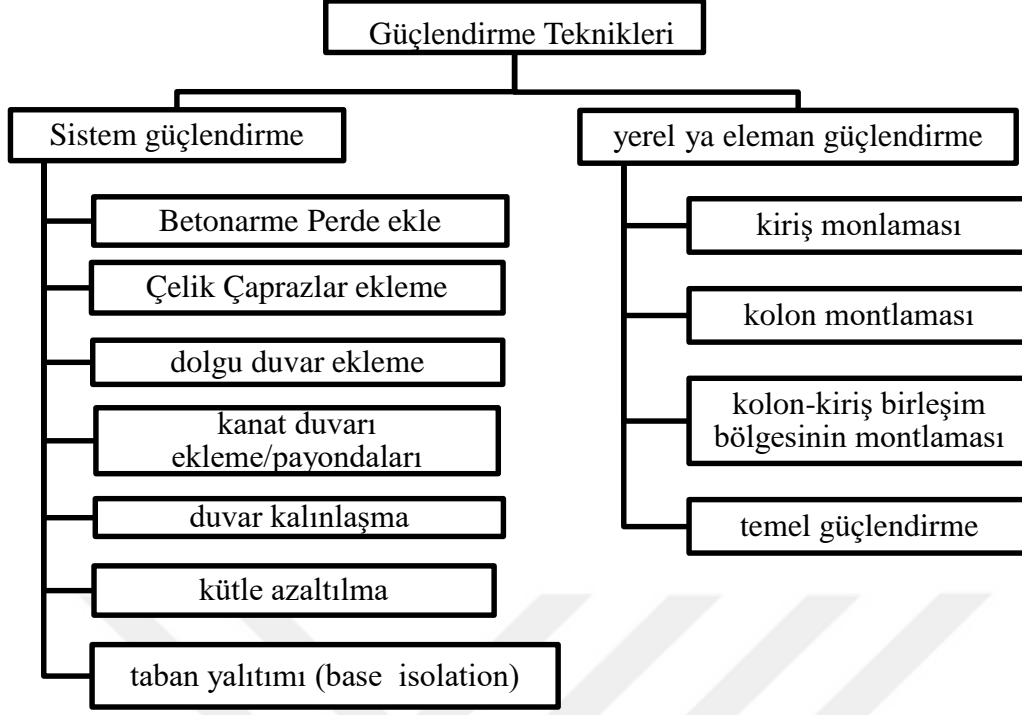 Güçlendirme Teknikleri
Sistem güçlendirme
Betonarme Perde ekle
Çelik Çaprazlar ekleme
dolgu duvar ekleme
kanat duvarı
ekleme/payondaları
duvar kalınlaşma
kütle azaltılma
taban yalıtımı (base isolation)
yerel ya eleman güçlendirme
kiriş monlaması
kolon montlaması
kolon-kiriş birleşim
bölgesinin montlaması
temel güçlendirme